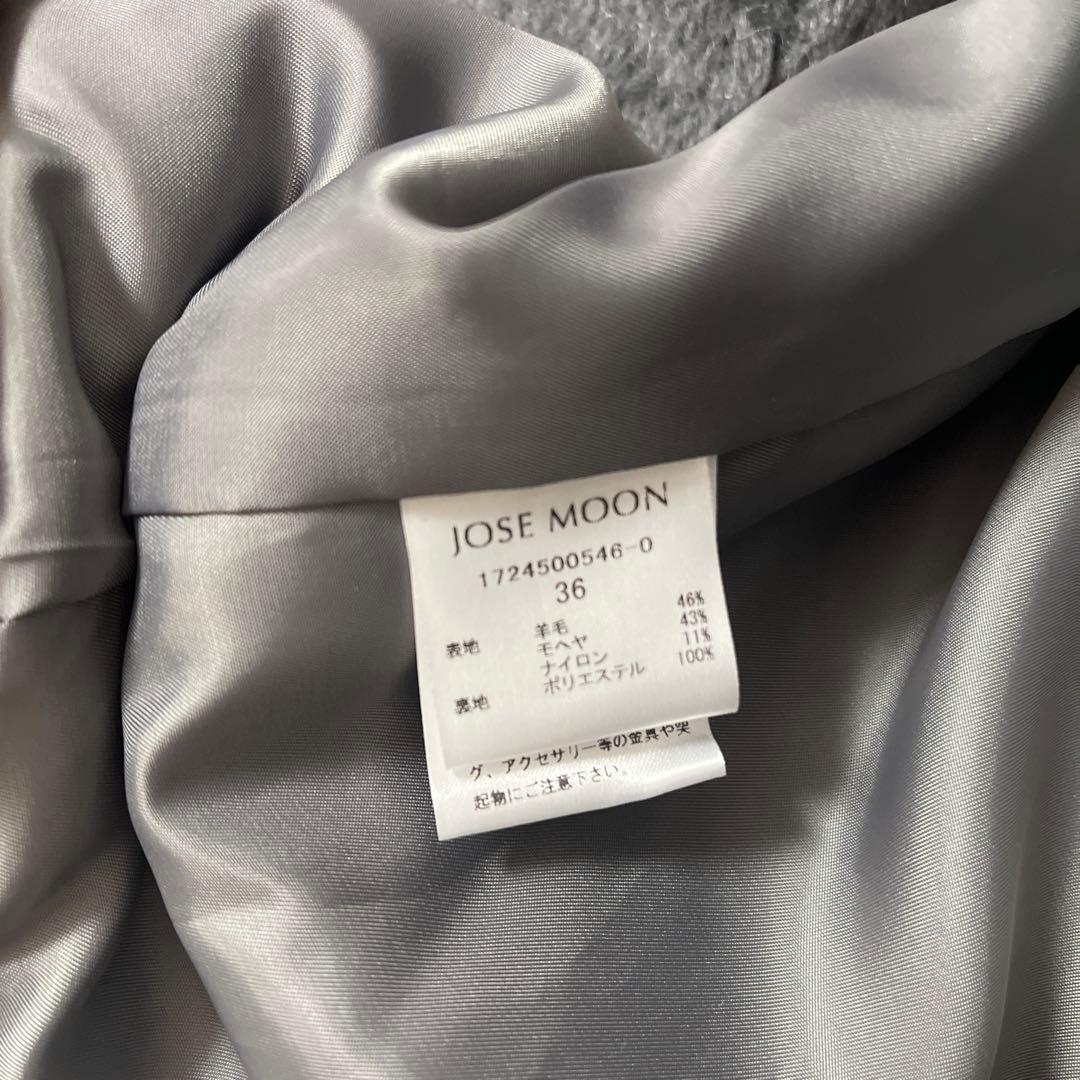 JOSE MOON
1724500546-0
36
表地 羊毛 46%
モヘヤ 43%
ナイロン 11%
裏地 ポリエステル 100%
グ、アクセサリー等の金具や突
起物にご注意下さい。